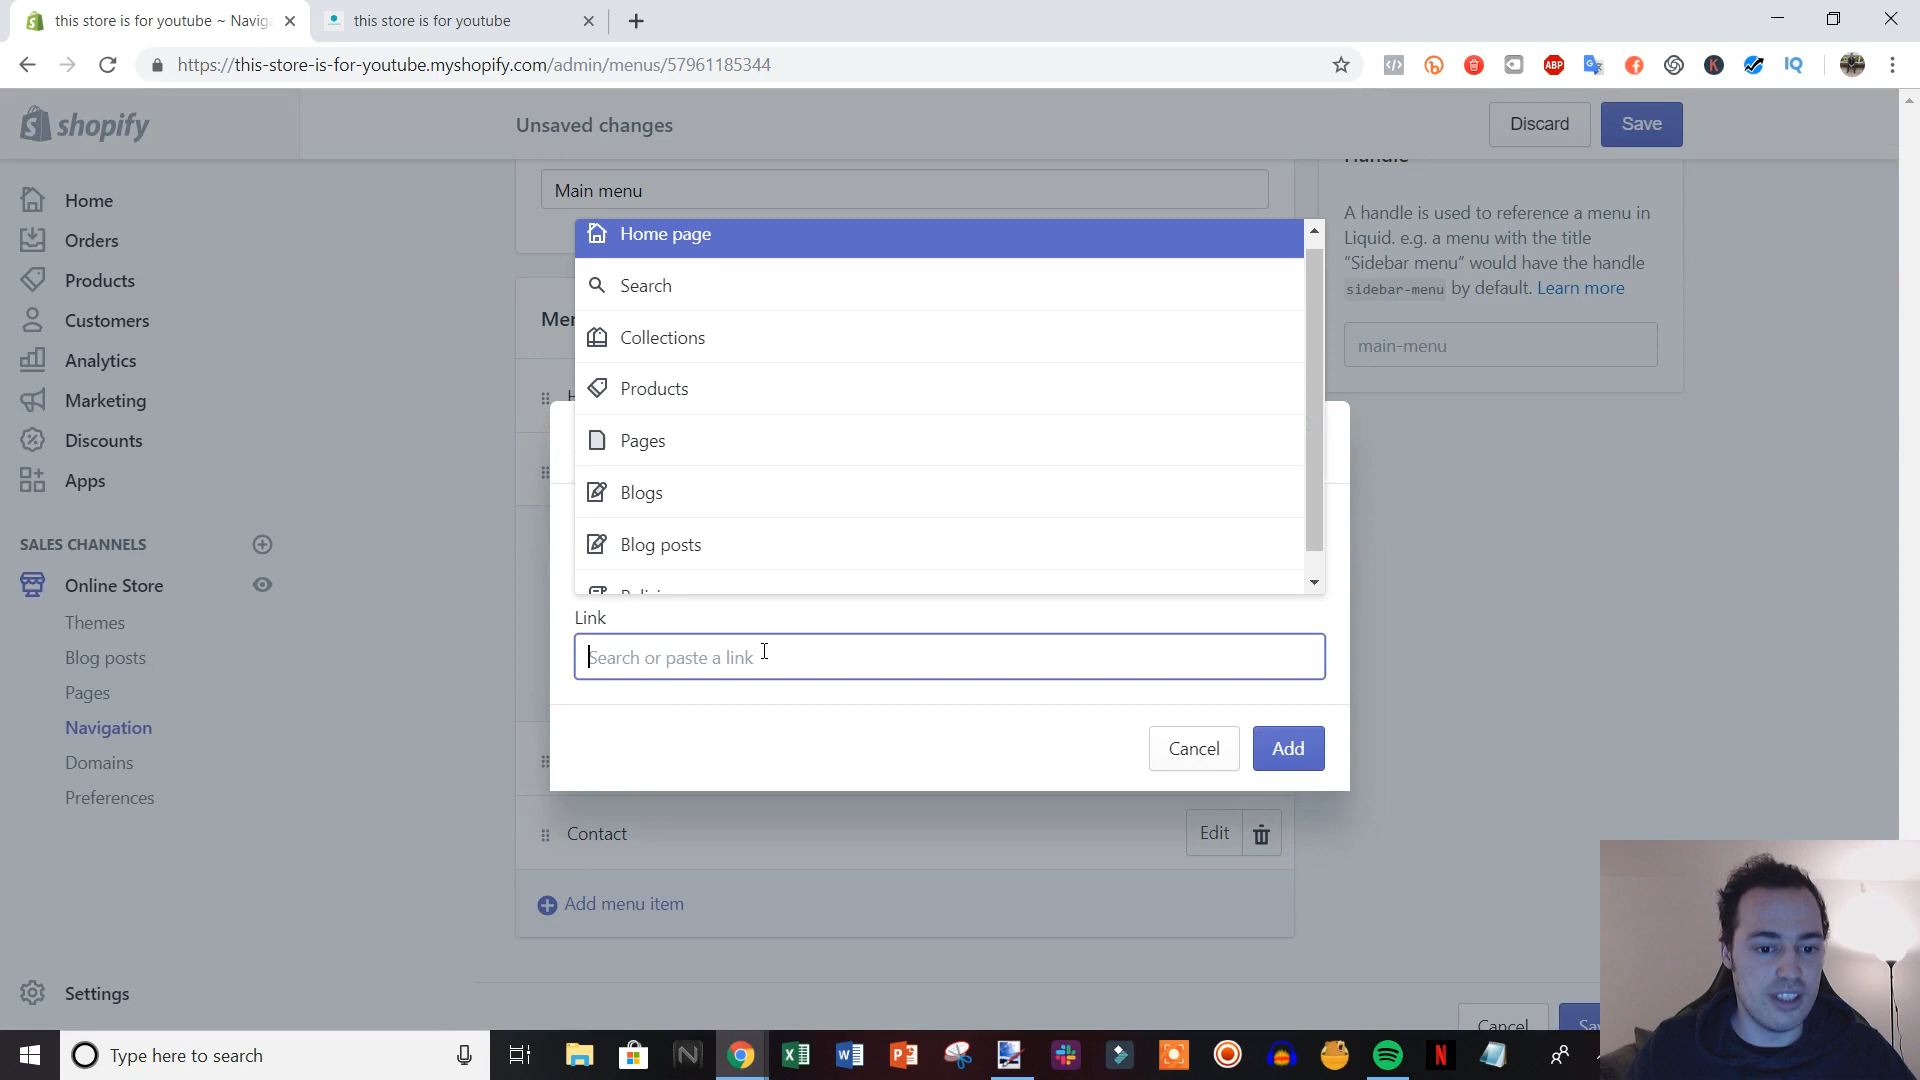 this store is for youtube ~ Navig
this store is for youtube
https://this-store-is-for-youtube.myshopify.com/admin/menus/57961185344
ABP
K
IQ
shopify
Unsaved changes
Discard
Save
Handle
Home
Orders
Products
Customers
Analytics
Marketing
Discounts
Apps
SALES CHANNELS
Online Store
Themes
Blog posts
Pages
Navigation
Domains
Preferences
Settings
Main menu
Home page
Search
Collections
Products
Pages
Blogs
Blog posts
Link
Search or paste a link
Cancel
Add
Contact
Edit
Add menu item
A handle is used to reference a menu in
Liquid. e.g. a menu with the title
"Sidebar menu" would have the handle
sidebar-menu by default. Learn more
main-menu
Cancel
Type here to search